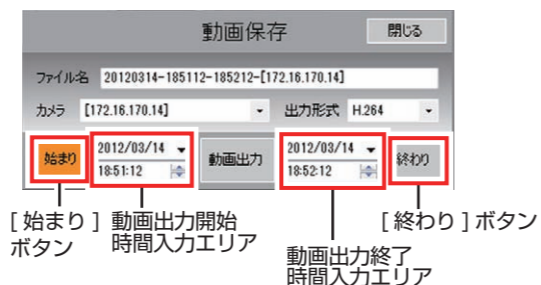 動画保存
閉じる
ファイル名 20120314-185112-185212-[172.16.170.14]
カメラ [172.16.170.14] 出力形式 H.264
始まり 2012/03/14 18:51:12 動画出力 2012/03/14 18:52:12 終わり
[ 始まり ]
ボタン
動画出力開始
時間入力エリア
動画出力終了
時間入力エリア
[ 終わり ] ボタン